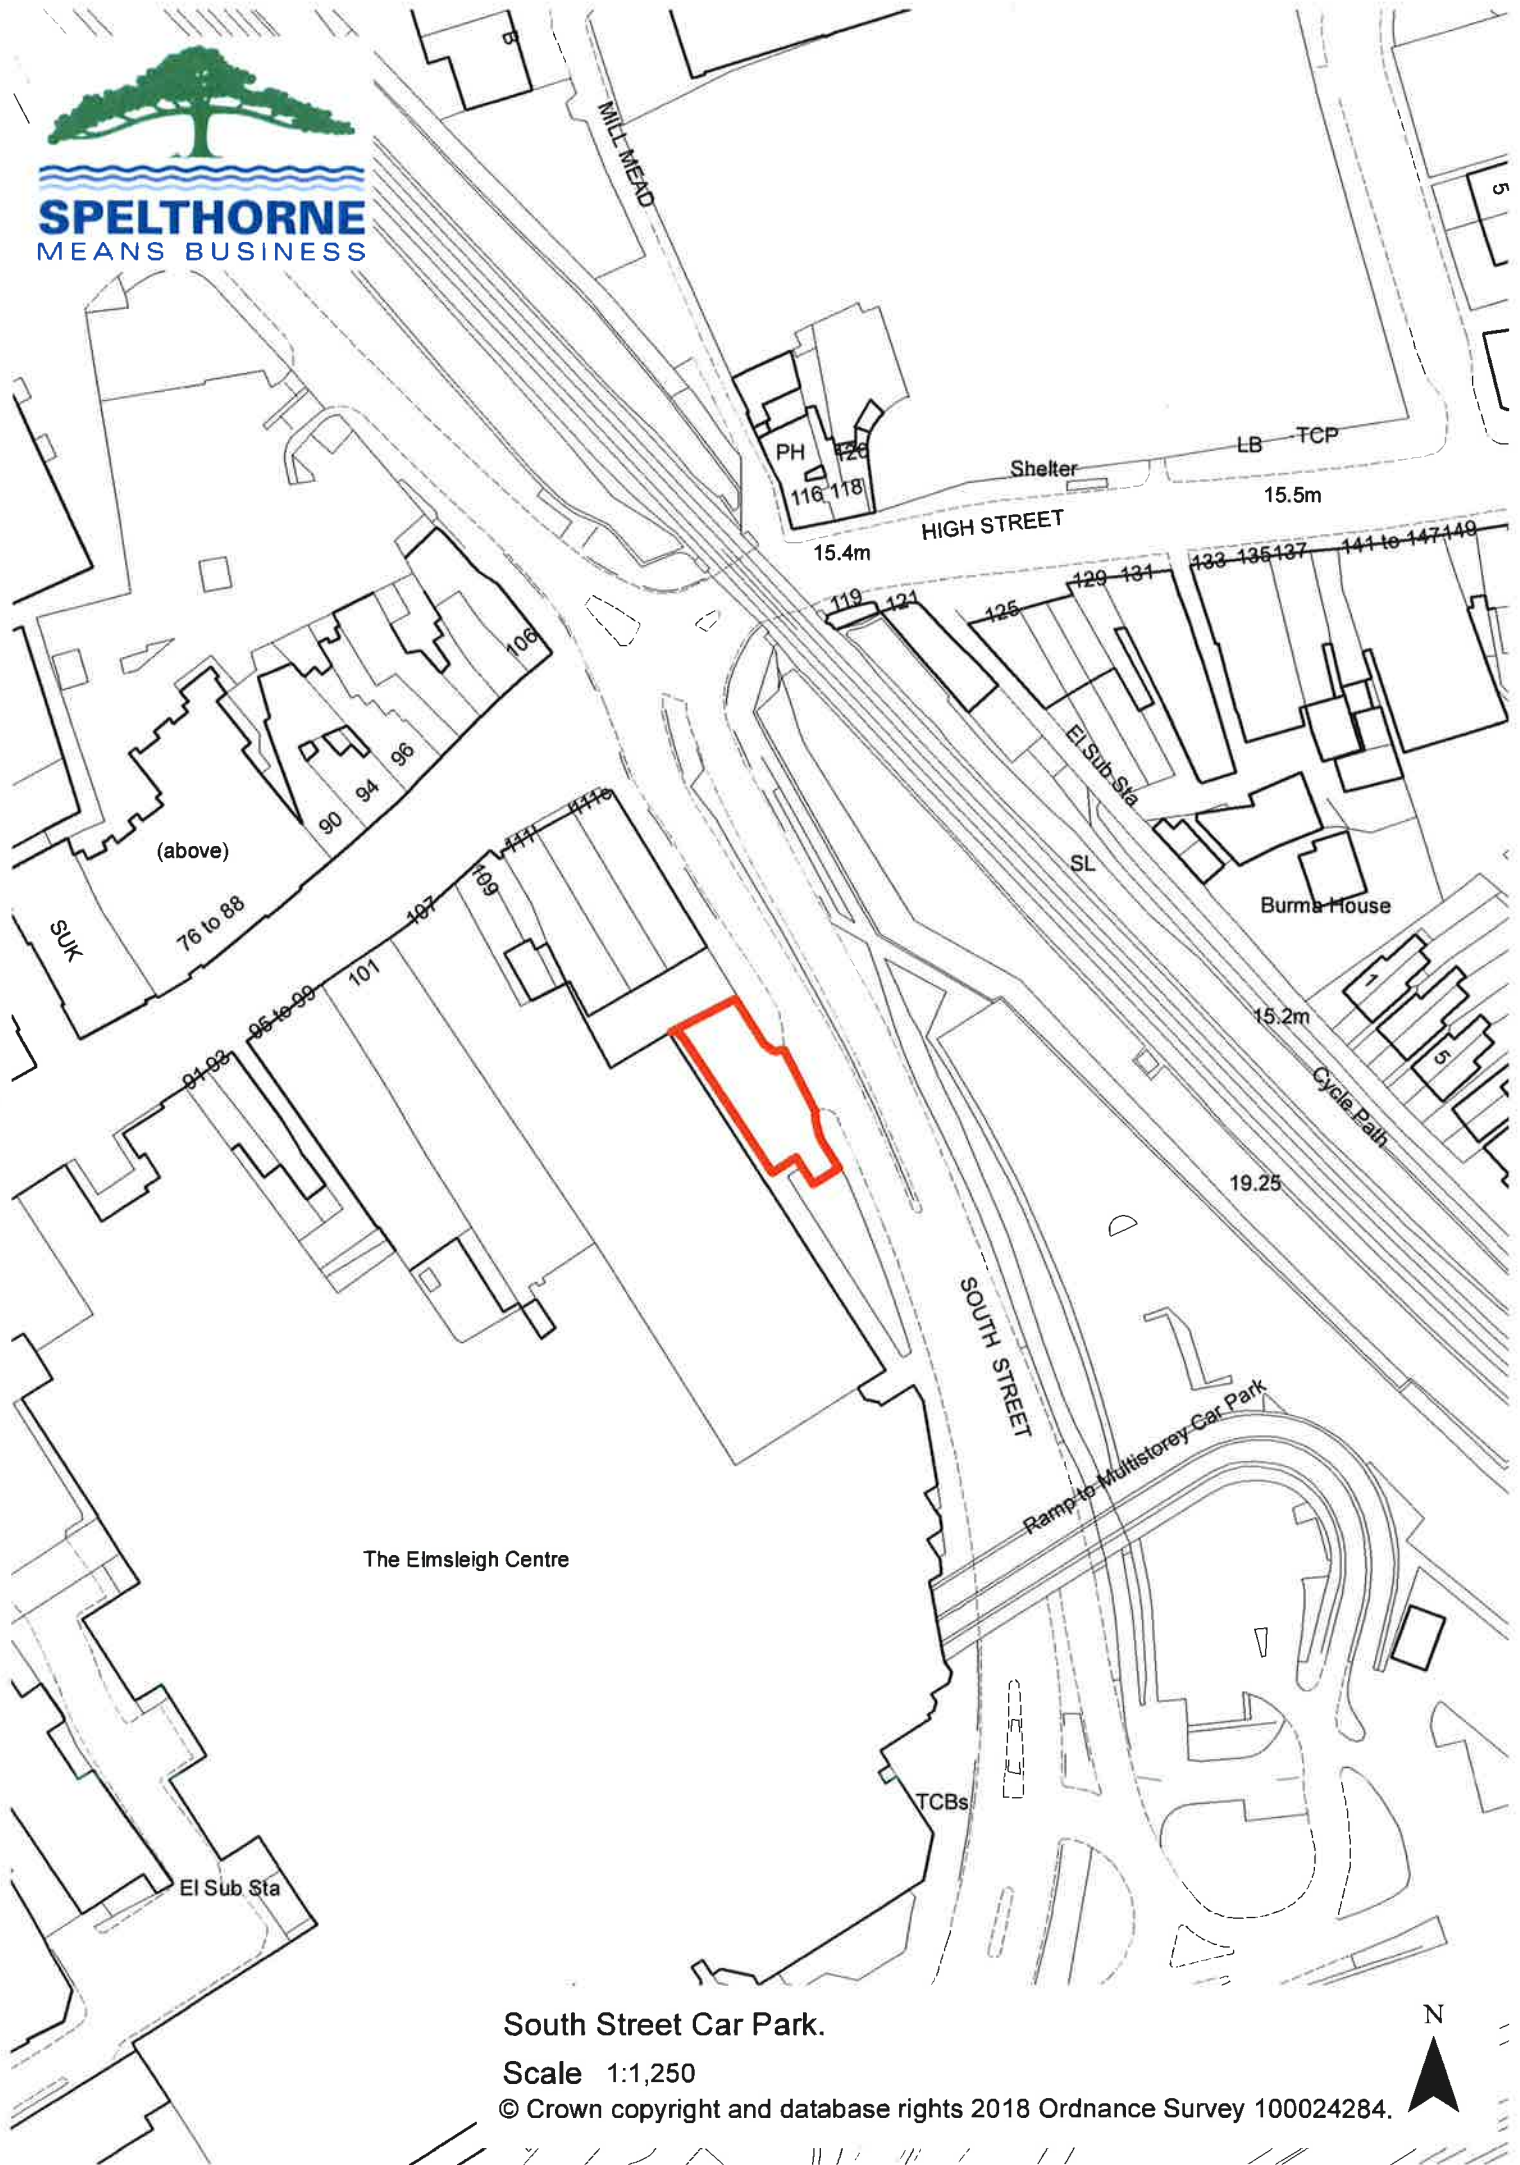 SPELTHORNE
MEANS BUSINESS
B
MILL MEAD
5
PH
120
116 118
Shelter
LB
TCP
15.5m
HIGH STREET
15.4m
119
121
125
129 131
133 135 137
141 to 147 149
106
96
94
90
(above)
76 to 88
SUK
El Sub Sta
SL
Burma House
109
107
101
95 to 99
91 93
1
5
15.2m
Cycle Path
19.25
SOUTH STREET
Ramp to Multistorey Car Park
The Elmsleigh Centre
TCBs
El Sub Sta
South Street Car Park.
Scale 1:1,250
© Crown copyright and database rights 2018 Ordnance Survey 100024284.
N